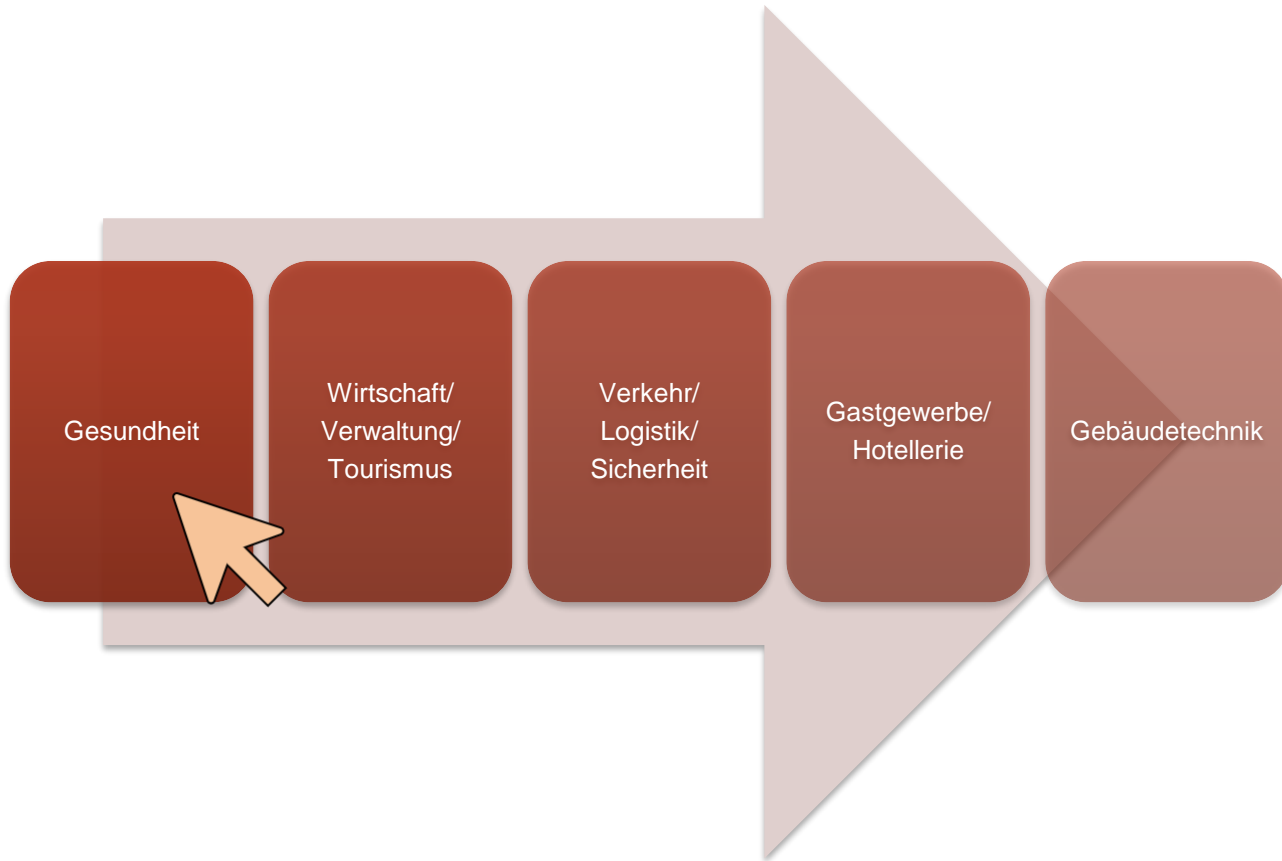 Gesundheit
Wirtschaft/
Verwaltung/
Tourismus
Verkehr/
Logistik/
Sicherheit
Gastgewerbe/
Hotellerie
Gebäudetechnik